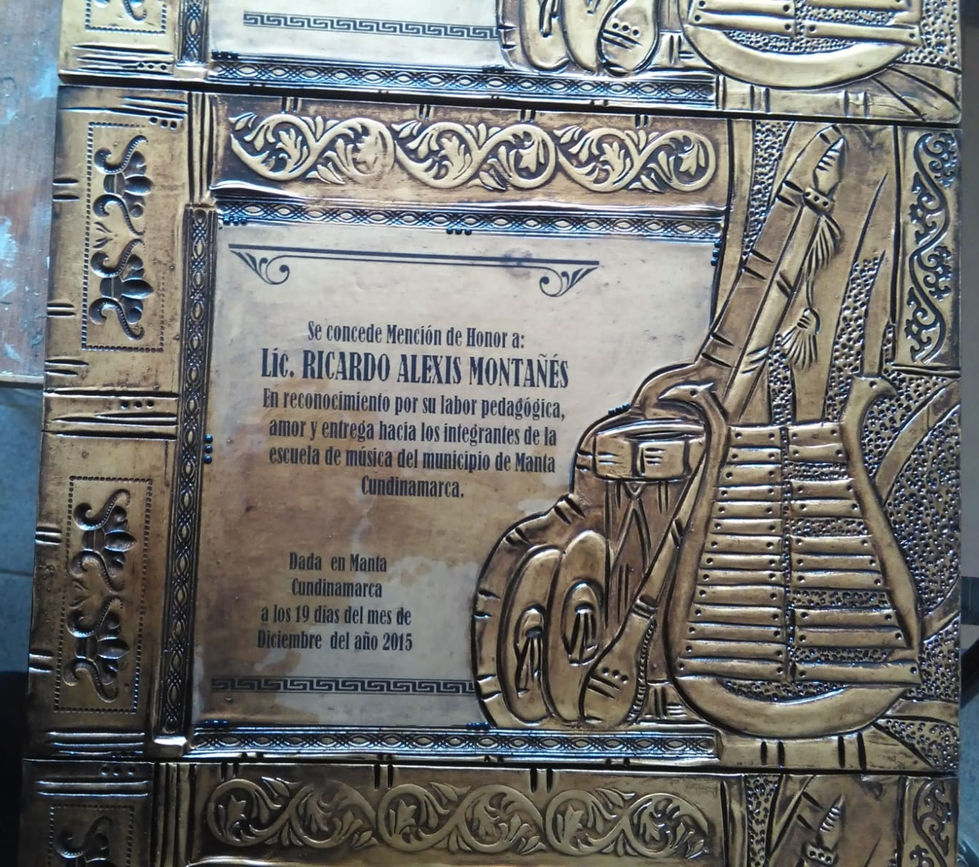 Se concede Mención de Honor a:
Lic. RICARDO ALEXIS MONTAÑÉS
En reconocimiento por su labor pedagógica,
amor y entrega hacia los integrantes de la
escuela de música del municipio de Manta
Cundinamarca.
Dada en Manta
Cundinamarca
a los 19 dias del mes de
Diciembre del año 2015